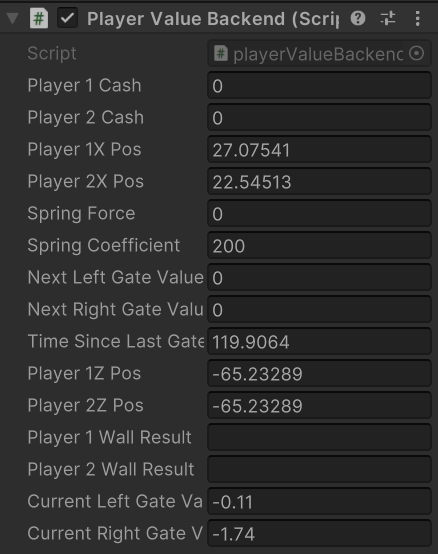 Player Value Backend (Scrip
Script playerValueBackend
Player 1 Cash 0
Player 2 Cash 0
Player 1X Pos 27.07541
Player 2X Pos 22.54513
Spring Force 0
Spring Coefficient 200
Next Left Gate Value 0
Next Right Gate Valu 0
Time Since Last Gate 119.9064
Player 1Z Pos -65.23289
Player 2Z Pos -65.23289
Player 1 Wall Result
Player 2 Wall Result
Current Left Gate Va -0.11
Current Right Gate V -1.74